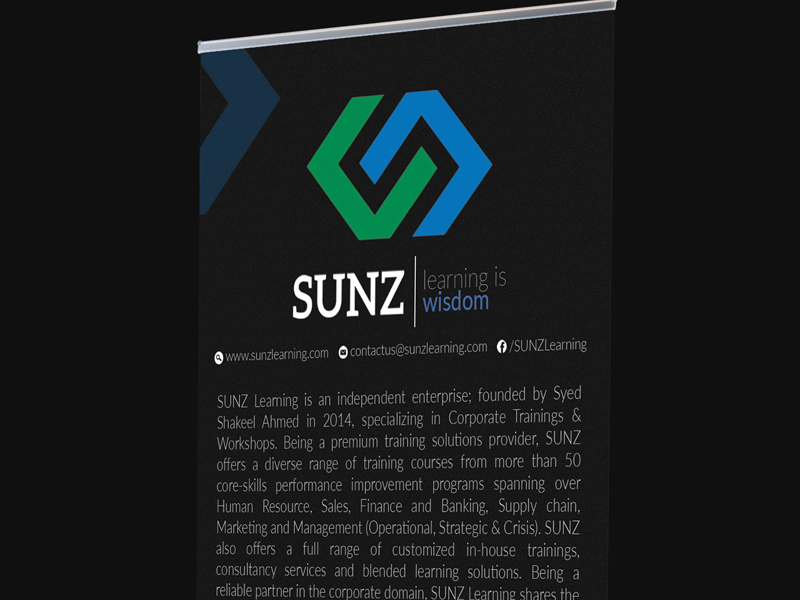 SUNZ
learning is
wisdom
www.sunzlearning.com contactus@sunzlearning.com /SUNZLearning
SUNZ Learning is an independent enterprise; founded by Syed
Shakeel Ahmed in 2014, specializing in Corporate Trainings &
Workshops. Being a premium training solutions provider, SUNZ
offers a diverse range of training courses from more than 50
core-skills performance improvement programs spanning over
Human Resource, Sales, Finance and Banking, Supply chain,
Marketing and Management (Operational, Strategic & Crisis). SUNZ
also offers a full range of customized in-house trainings,
consultancy services and blended learning solutions. Being a
reliable partner in the corporate domain, SUNZ Learning shares the